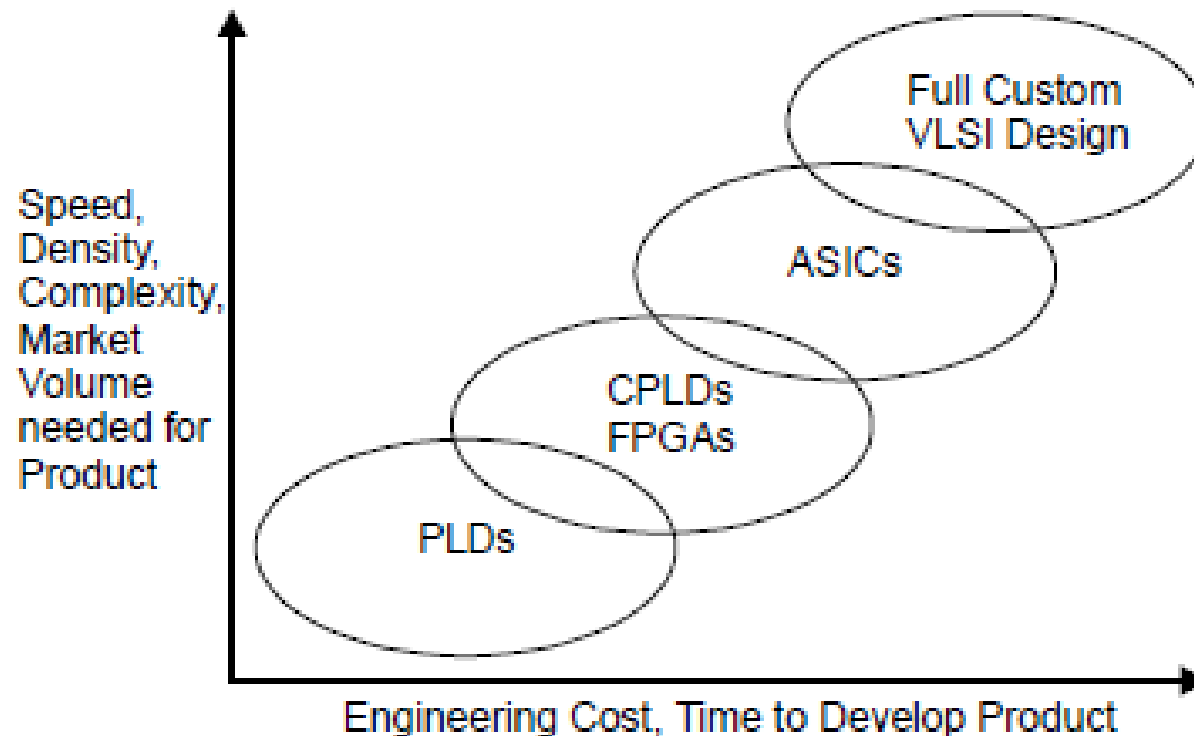 Full Custom
VLSI Design
Speed,
Density,
Complexity,
Market
Volume
needed for
Product
ASICs
CPLDs
FPGAs
PLDs
Engineering Cost, Time to Develop Product